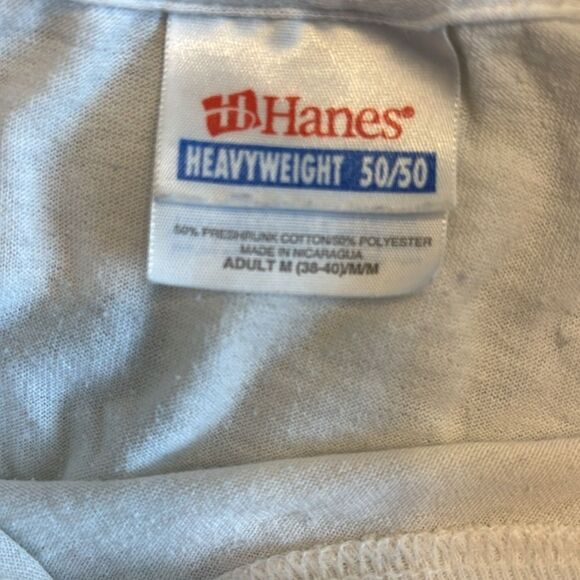 Hanes®
HEAVYWEIGHT 50/50
50% PRESHRUNK COTTON/50% POLYESTER
MADE IN NICARAGUA
ADULT M (38-40)/M/M